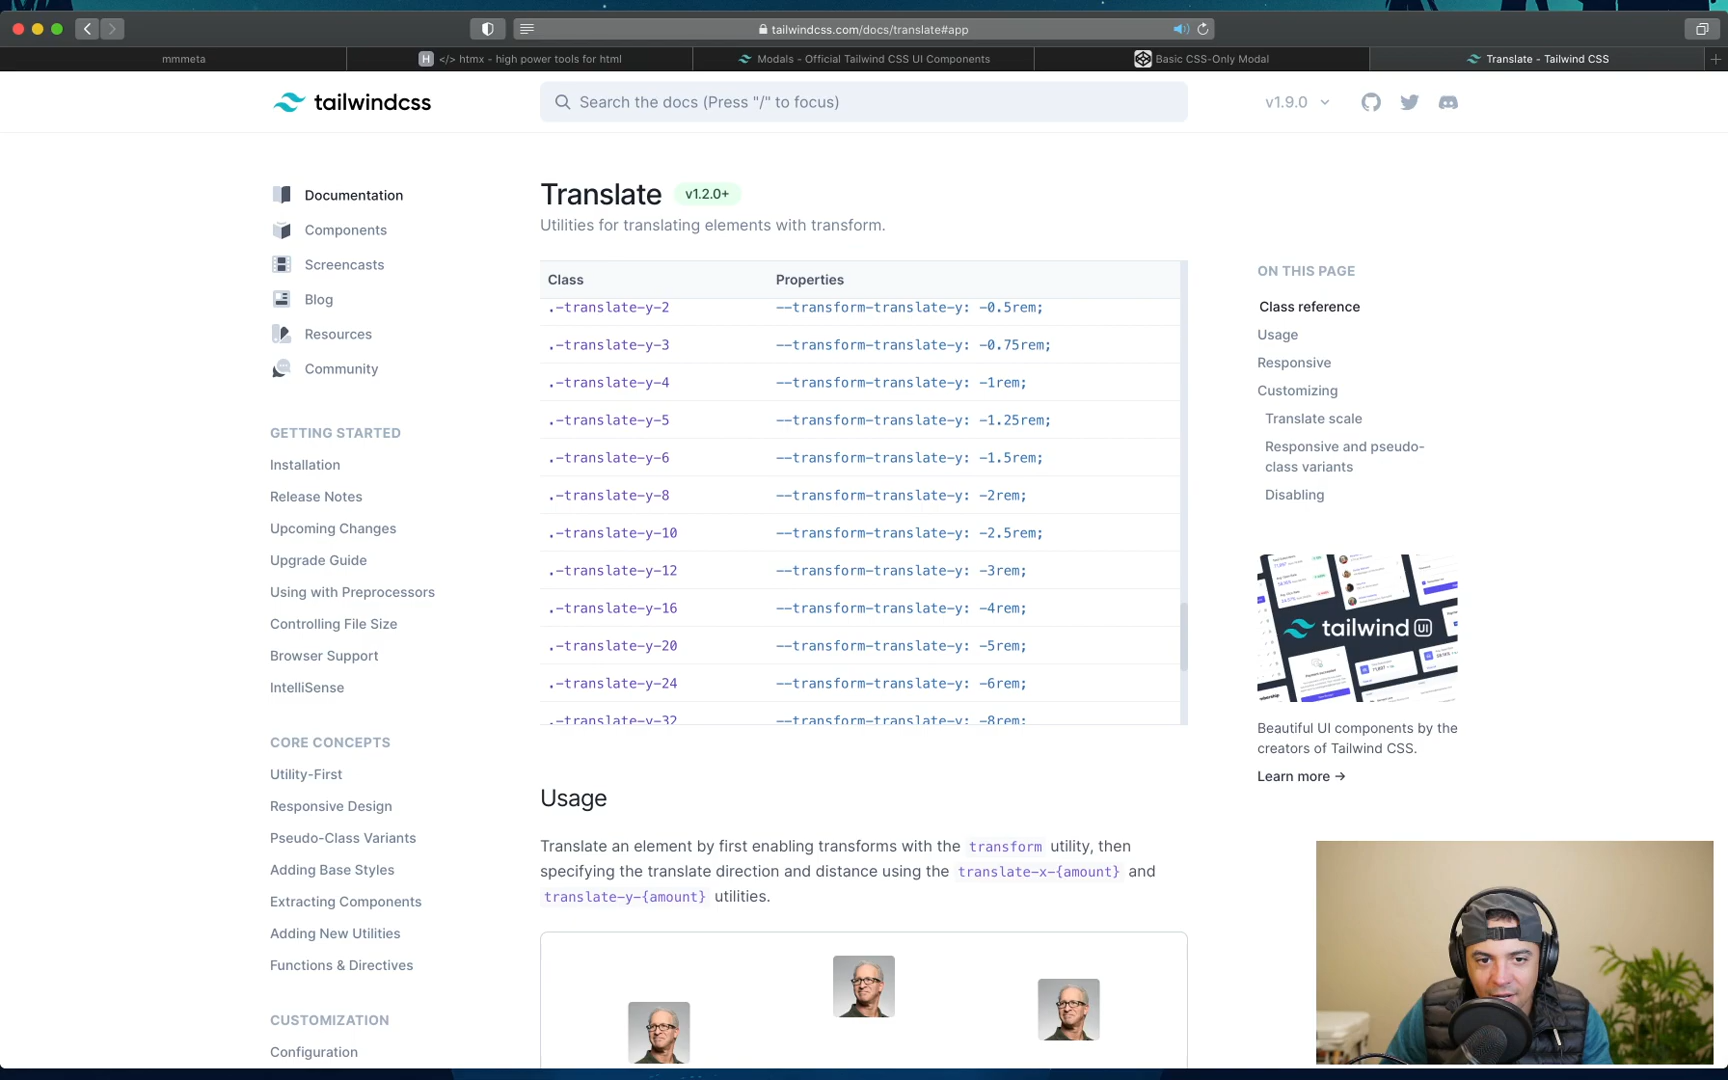 tailwindcss.com/docs/translate#app
mmmeta
H </> htmx - high power tools for html
Modals - Official Tailwind CSS UI Components
Basic CSS-Only Modal
Translate - Tailwind CSS
tailwindcss
Search the docs (Press "/" to focus)
v1.9.0
Documentation
Components
Screencasts
Blog
Resources
Community
GETTING STARTED
Installation
Release Notes
Upcoming Changes
Upgrade Guide
Using with Preprocessors
Controlling File Size
Browser Support
IntelliSense
CORE CONCEPTS
Utility-First
Responsive Design
Pseudo-Class Variants
Adding Base Styles
Extracting Components
Adding New Utilities
Functions & Directives
CUSTOMIZATION
Configuration
Translate v1.2.0+
Utilities for translating elements with transform.
Class Properties
.-translate-y-2 --transform-translate-y: -0.5rem;
.-translate-y-3 --transform-translate-y: -0.75rem;
.-translate-y-4 --transform-translate-y: -1rem;
.-translate-y-5 --transform-translate-y: -1.25rem;
.-translate-y-6 --transform-translate-y: -1.5rem;
.-translate-y-8 --transform-translate-y: -2rem;
.-translate-y-10 --transform-translate-y: -2.5rem;
.-translate-y-12 --transform-translate-y: -3rem;
.-translate-y-16 --transform-translate-y: -4rem;
.-translate-y-20 --transform-translate-y: -5rem;
.-translate-y-24 --transform-translate-y: -6rem;
.-translate-y-32 --transform-translate-y: -8rem;
Usage
Translate an element by first enabling transforms with the transform utility, then
specifying the translate direction and distance using the translate-x-{amount} and
translate-y-{amount} utilities.
ON THIS PAGE
Class reference
Usage
Responsive
Customizing
Translate scale
Responsive and pseudo-
class variants
Disabling
tailwind UI
Beautiful UI components by the
creators of Tailwind CSS.
Learn more →